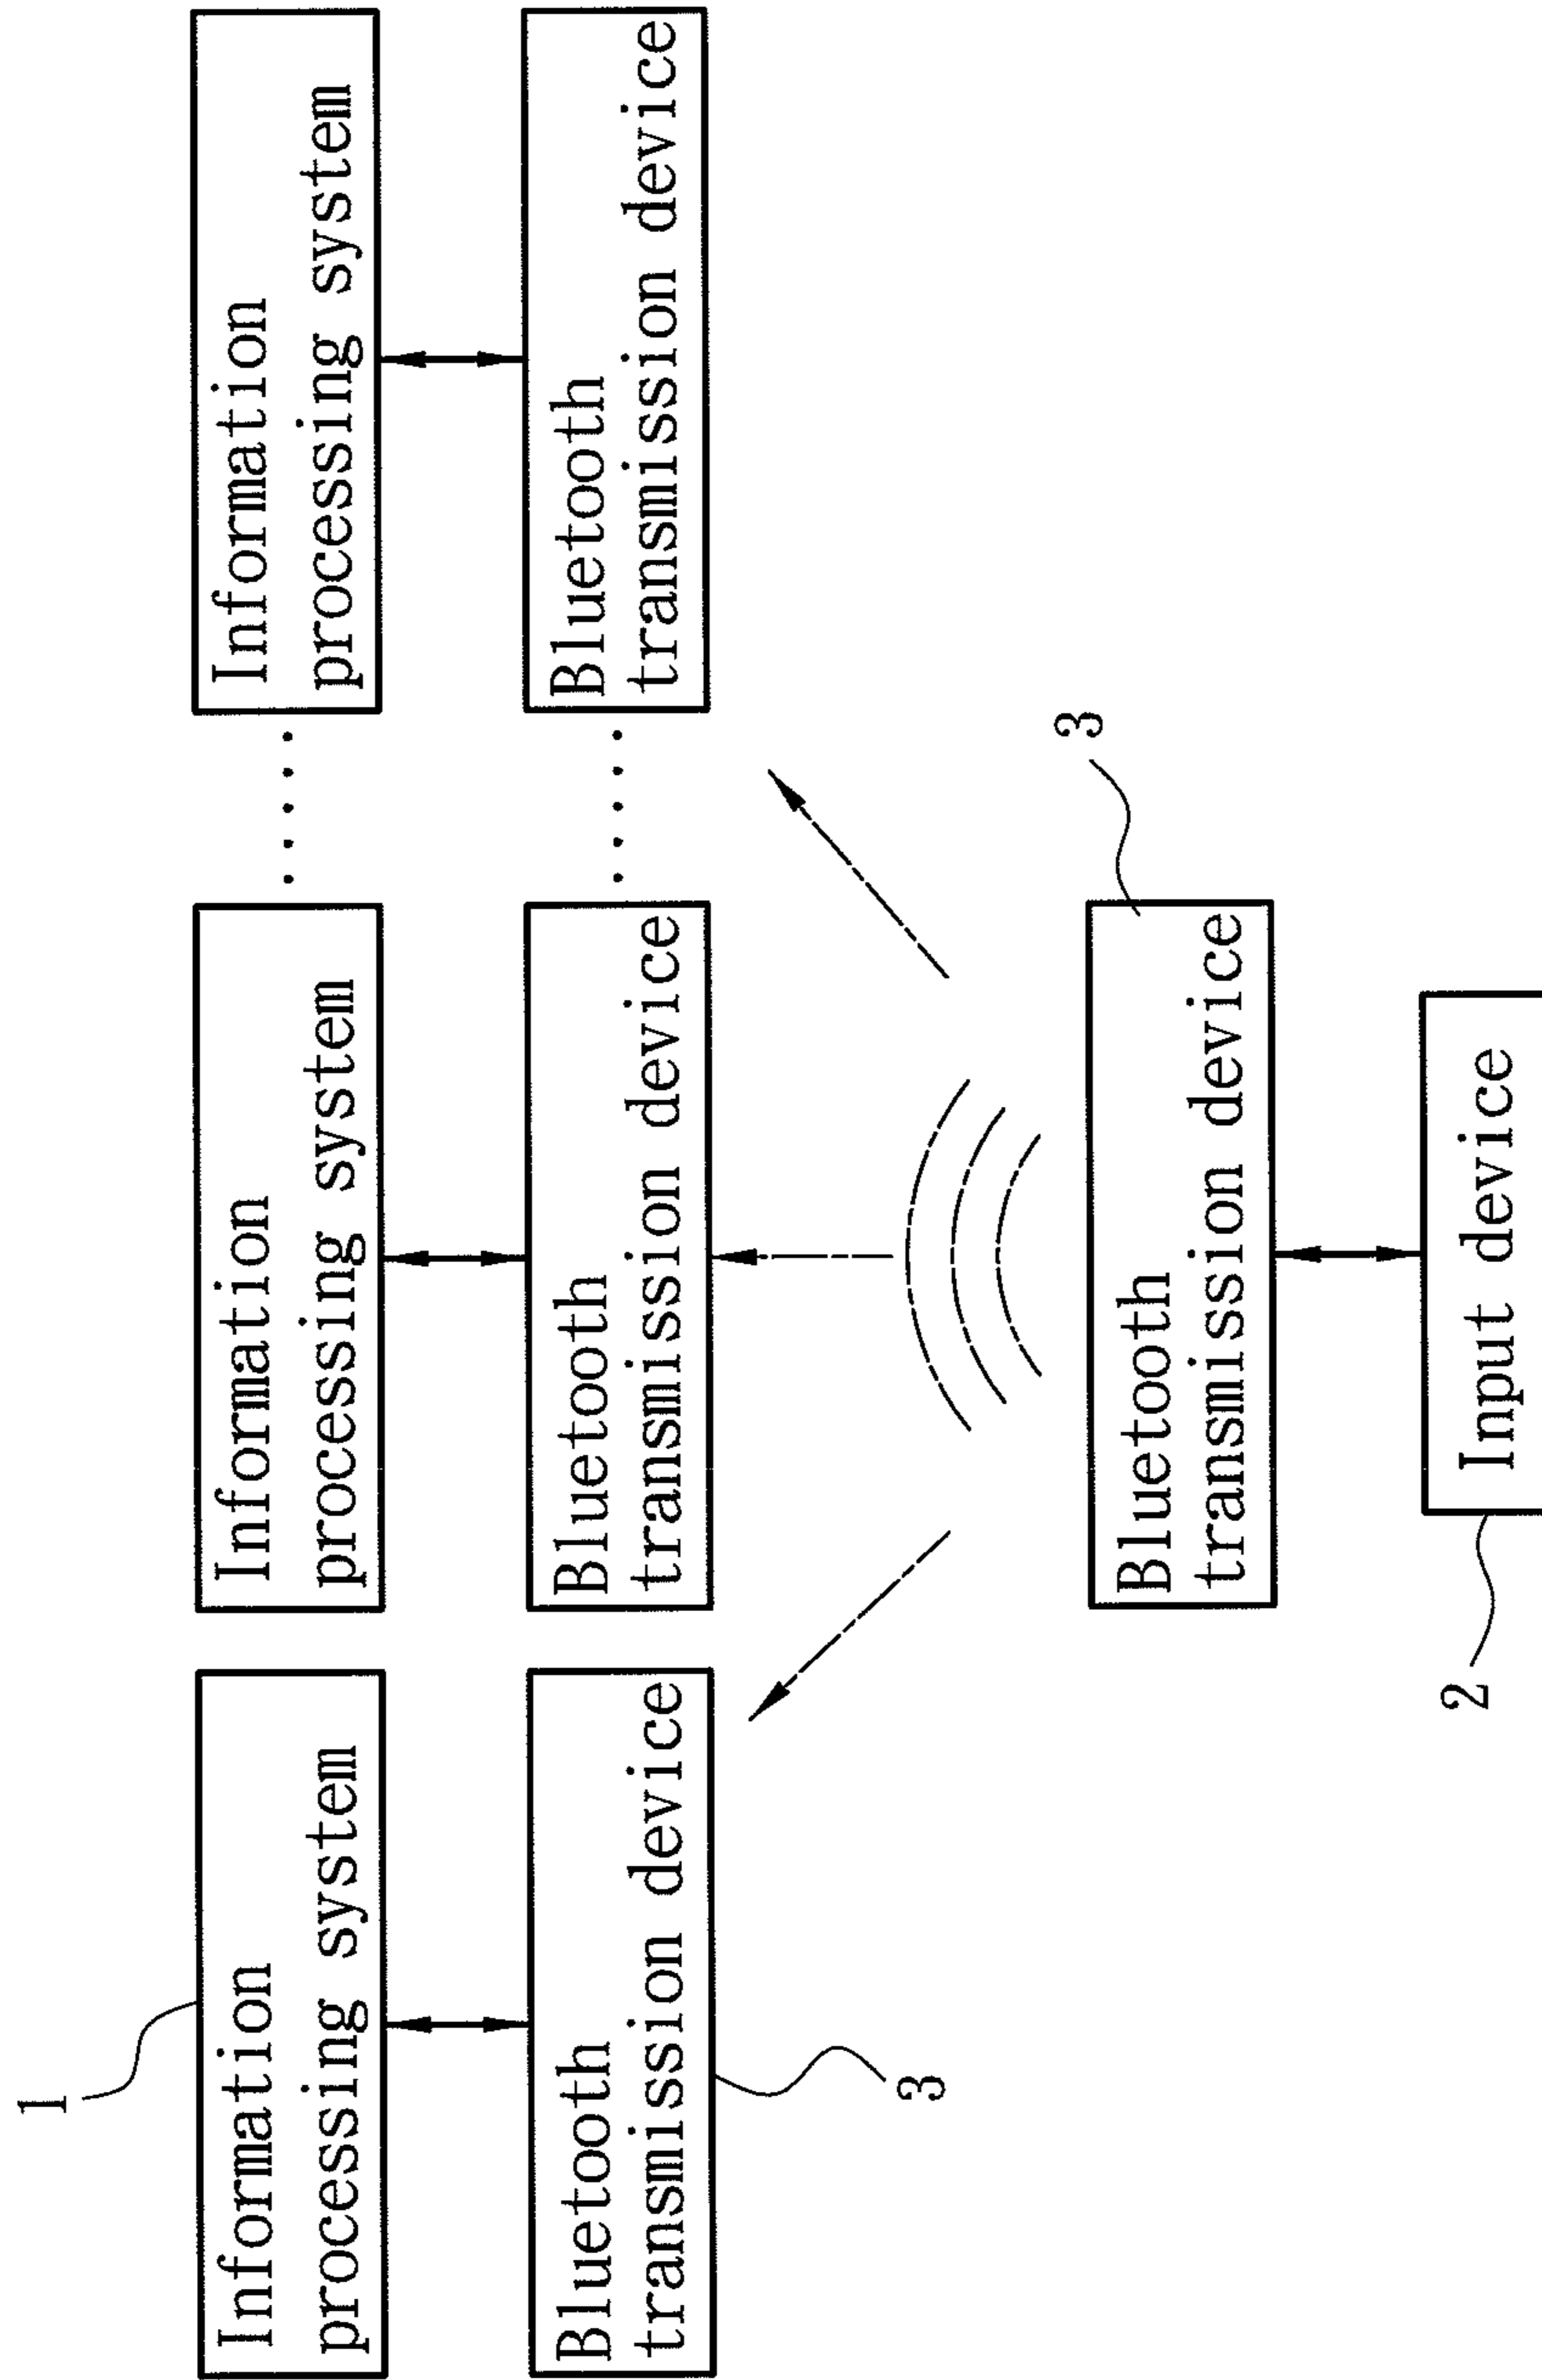 1
Information
processing system
Information
processing system
Information
processing system
Bluetooth
transmission device
Bluetooth
transmission device
Bluetooth
transmission device
3
3
Bluetooth
transmission device
2
Input device